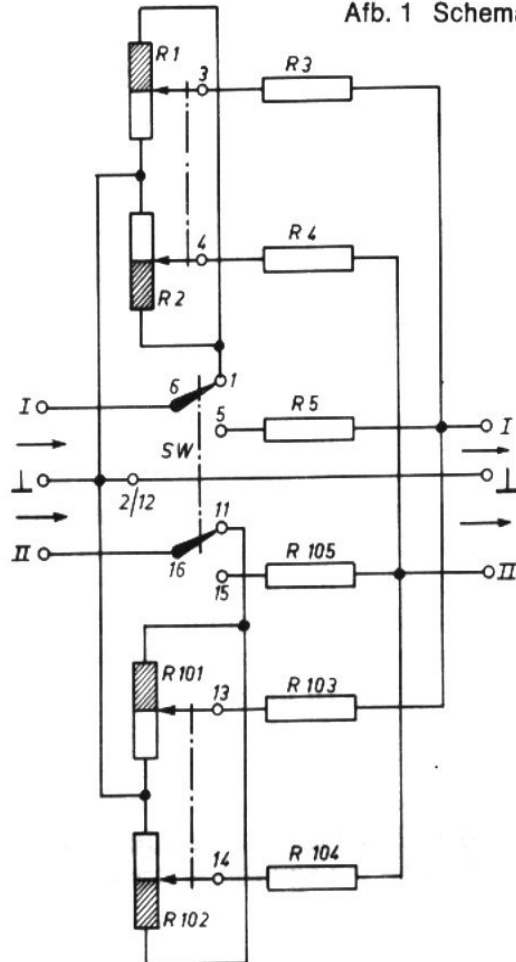 Afb. 1 Schema
R1
3
R3
4
R4
R2
6
1
I
5
R5
I
SW
⊥
2/12
⊥
11
II
16
15
R 105
II
R 101
13
R 103
14
R 104
R 102